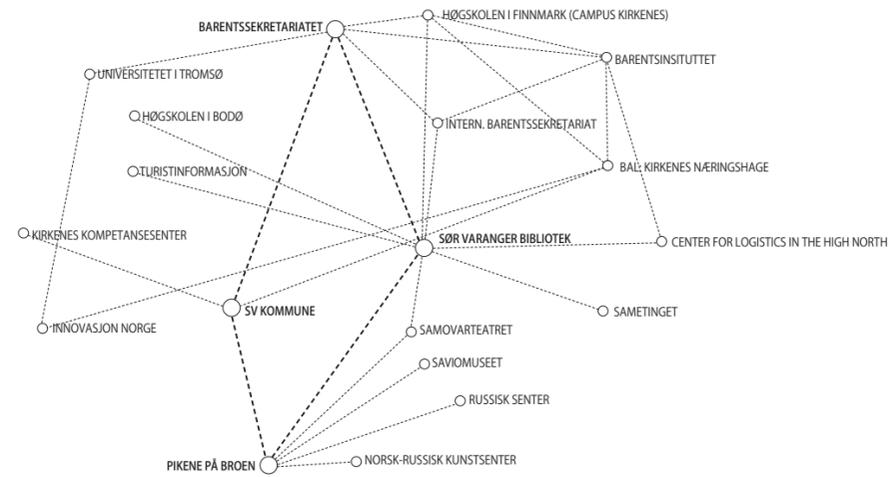 HØGSKOLEN I FINNMARK (CAMPUS KIRKENES)
BARENTSSEKRETARIATET
BARENTSINSITUTTET
UNIVERSITETET I TROMSØ
HØGSKOLEN I BODØ
INTERN. BARENTSSEKRETARIAT
TURISTINFORMASJON
BAL: KIRKENES NÆRINGSHAGE
KIRKENES KOMPETANSESENTER
SØR VARANGER BIBLIOTEK
CENTER FOR LOGISTICS IN THE HIGH NORTH
SV KOMMUNE
SAMETINGET
INNOVASJON NORGE
SAMOVARTEATRET
SAVIOMUSEET
RUSSISK SENTER
PIKENE PÅ BROEN
NORSK-RUSSISK KUNSTSENTER